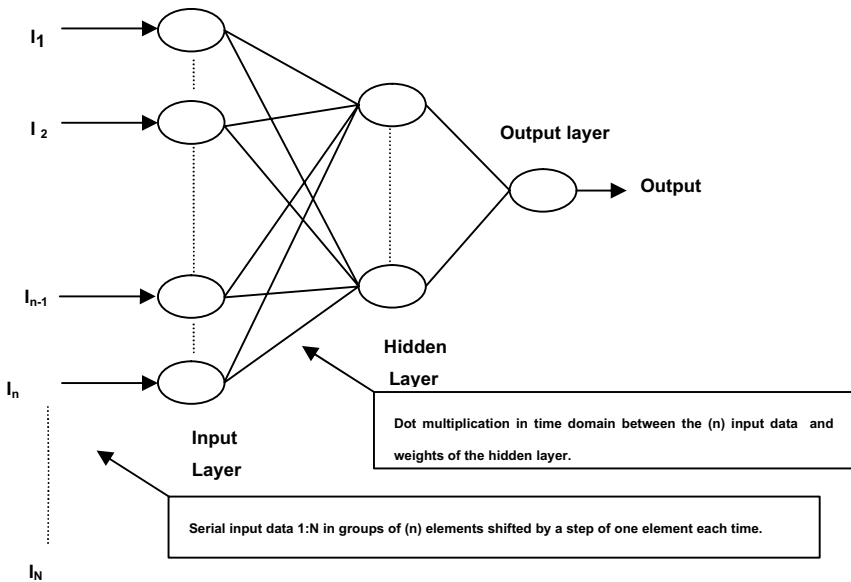 I1
I 2
Output layer
Output
In-1
Hidden
Layer
In
Dot multiplication in time domain between the (n) input data and
weights of the hidden layer.
Input
Layer
Serial input data 1:N in groups of (n) elements shifted by a step of one element each time.
IN